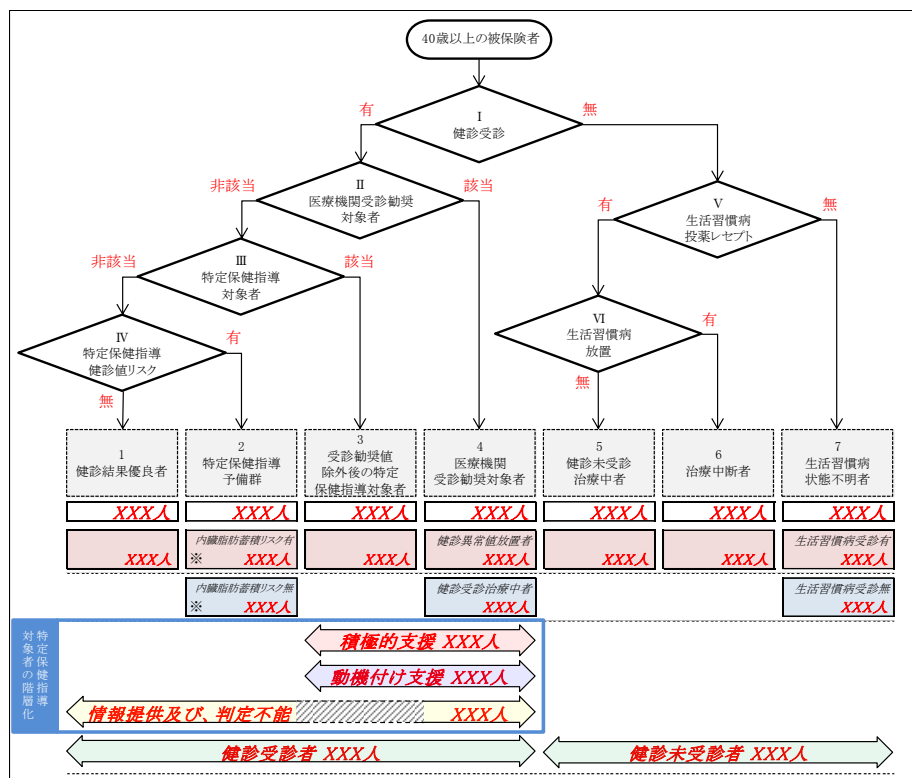 40歳以上の被保険者
有
Ⅰ
健診受診
無
非該当
Ⅱ
医療機関受診勧奨
対象者
該当
有
Ⅴ
生活習慣病
投薬レセプト
無
非該当
Ⅲ
特定保健指導
対象者
該当
Ⅳ
特定保健指導
健診値リスク
有
無
Ⅵ
生活習慣病
放置
有
無
1
健診結果優良者
2
特定保健指導
予備群
3
受診勧奨値
除外後の特定
保健指導対象者
4
医療機関
受診勧奨対象者
5
健診未受診
治療中者
6
治療中断者
7
生活習慣病
状態不明者
XXX人
XXX人
XXX人
XXX人
XXX人
XXX人
XXX人
XXX人
内臓脂肪蓄積リスク有
※ XXX人
XXX人
健診異常値放置者
XXX人
XXX人
XXX人
生活習慣病受診有
XXX人
内臓脂肪蓄積リスク無
※ XXX人
健診受診治療中者
XXX人
生活習慣病受診無
XXX人
特定保健指導
対象者の階層化
積極的支援 XXX人
動機付け支援 XXX人
情報提供及び、判定不能 XXX人
健診受診者 XXX人
健診未受診者 XXX人